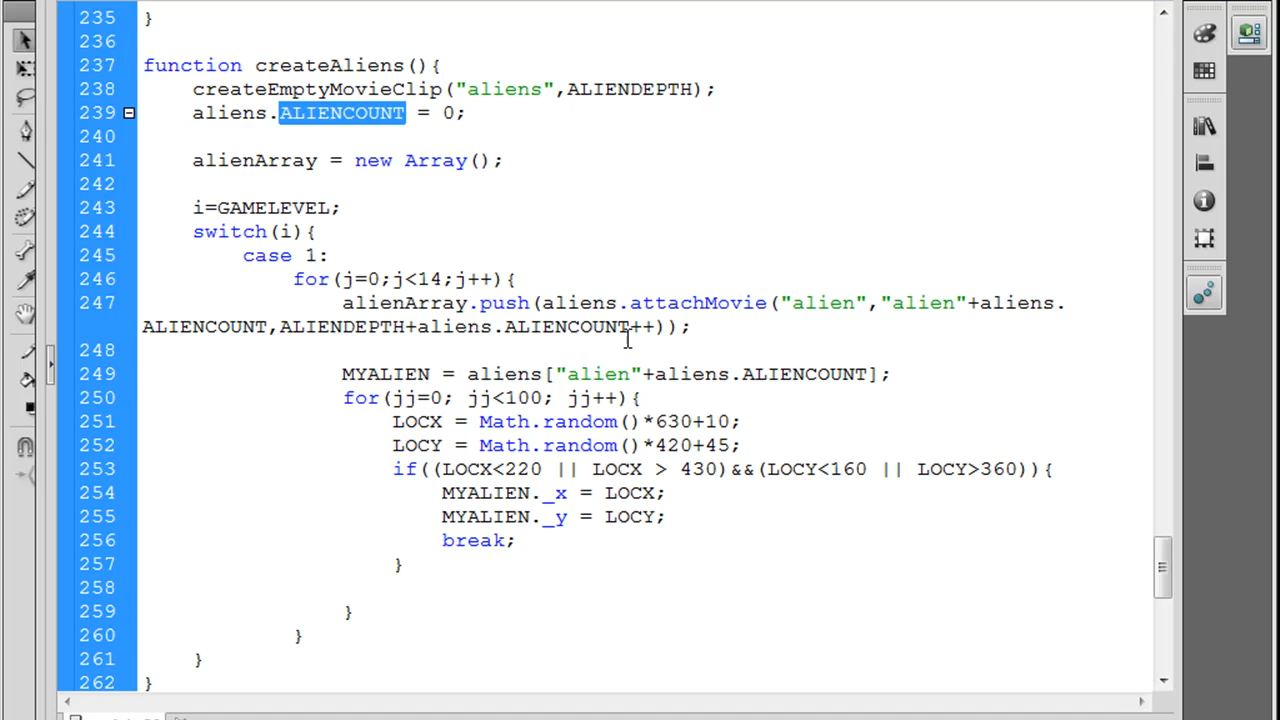 235 }
236
237 function createAliens(){
238 createEmptyMovieClip("aliens",ALIENDEPTH);
239 aliens.ALIENCOUNT = 0;
240
241 alienArray = new Array();
242
243 i=GAMELEVEL;
244 switch(i){
245 case 1:
246 for(j=0;j<14;j++){
247 alienArray.push(aliens.attachMovie("alien","alien"+aliens.
ALIENCOUNT,ALIENDEPTH+aliens.ALIENCOUNT++));
248
249 MYALIEN = aliens["alien"+aliens.ALIENCOUNT];
250 for(jj=0; jj<100; jj++){
251 LOCX = Math.random()*630+10;
252 LOCY = Math.random()*420+45;
253 if((LOCX<220 || LOCX > 430)&&(LOCY<160 || LOCY>360)){
254 MYALIEN._x = LOCX;
255 MYALIEN._y = LOCY;
256 break;
257 }
258
259 }
260 }
261 }
262 }